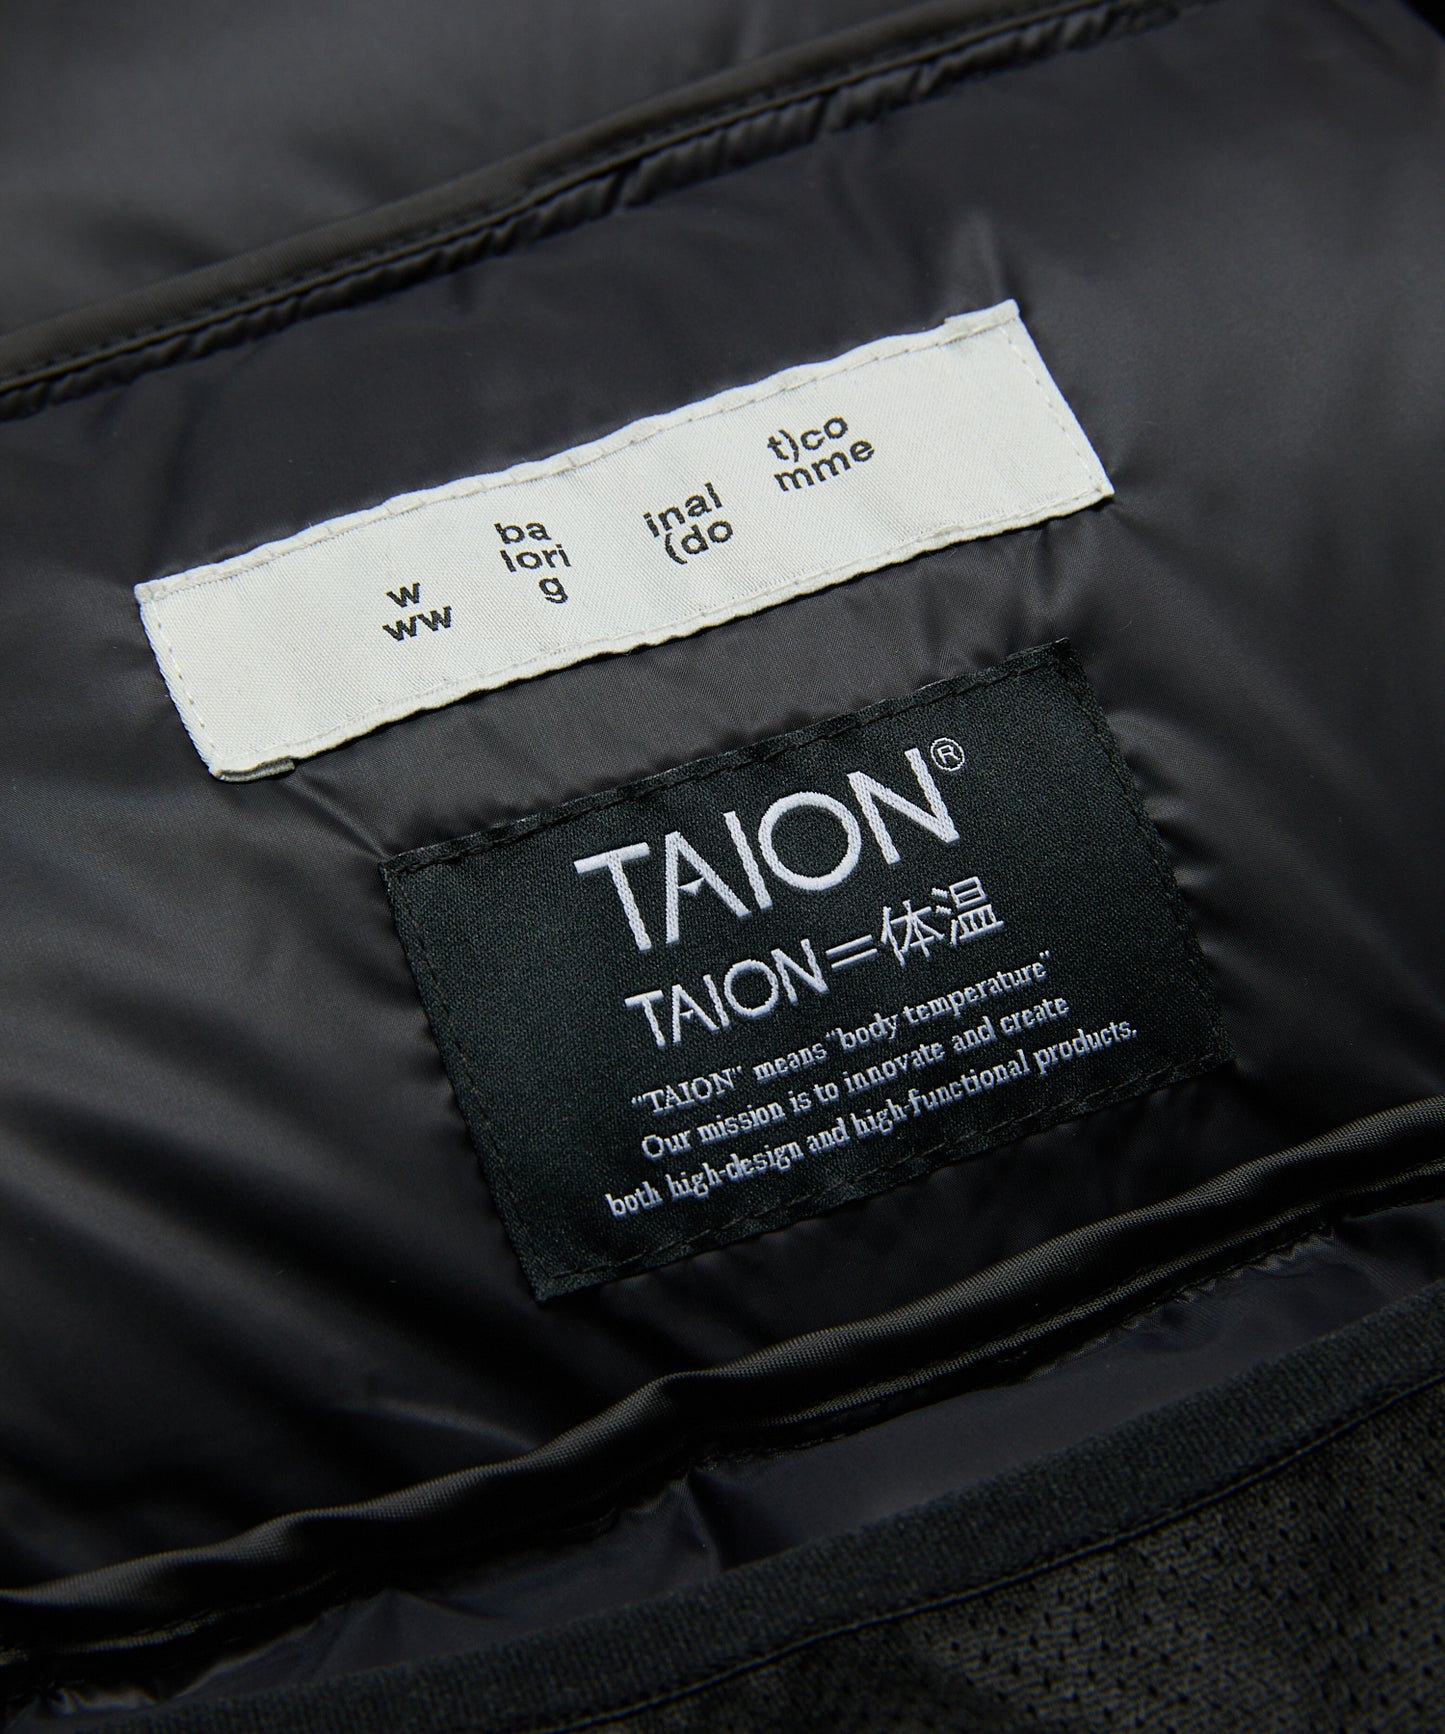 w
ww
ba
lori
g
inal
(do
t)co
mme
TAION®
TAION=体温
"TAION" means "body temperature"
Our mission is to innovate and create
both high-design and high-functional products.